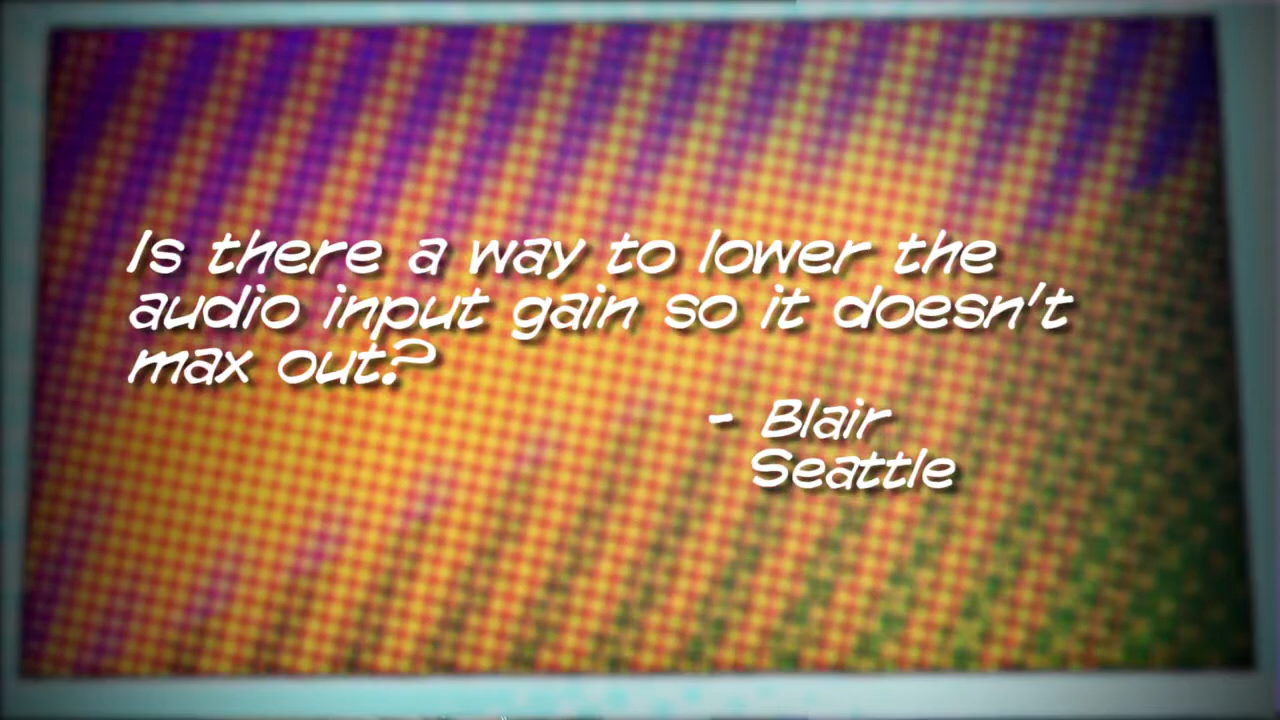 Is there a way to lower the
audio input gain so it doesn't
max out?
- Blair
Seattle